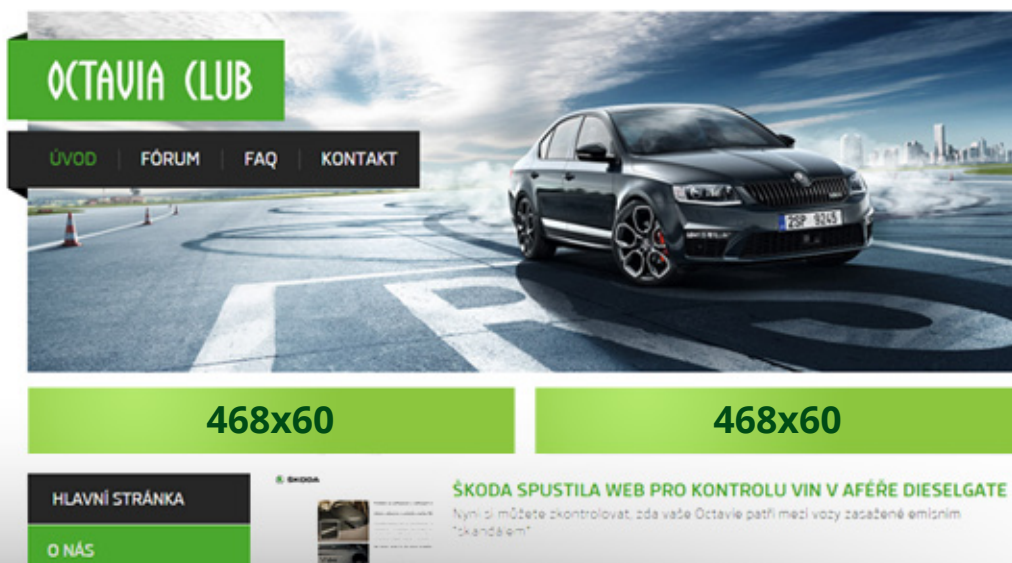 OCTAVIA CLUB
ÚVOD FÓRUM FAQ KONTAKT
2SP 9245
468x60 468x60
HLAVNÍ STRÁNKA
O NÁS
ŠKODA
ŠKODA SPUSTILA WEB PRO KONTROLU VIN V AFÉŘE DIESELGATE
Nyní si můžete zkontrolovat, zda vaše Octavie patří mezi vozy zasažené emisním
"skandálem"